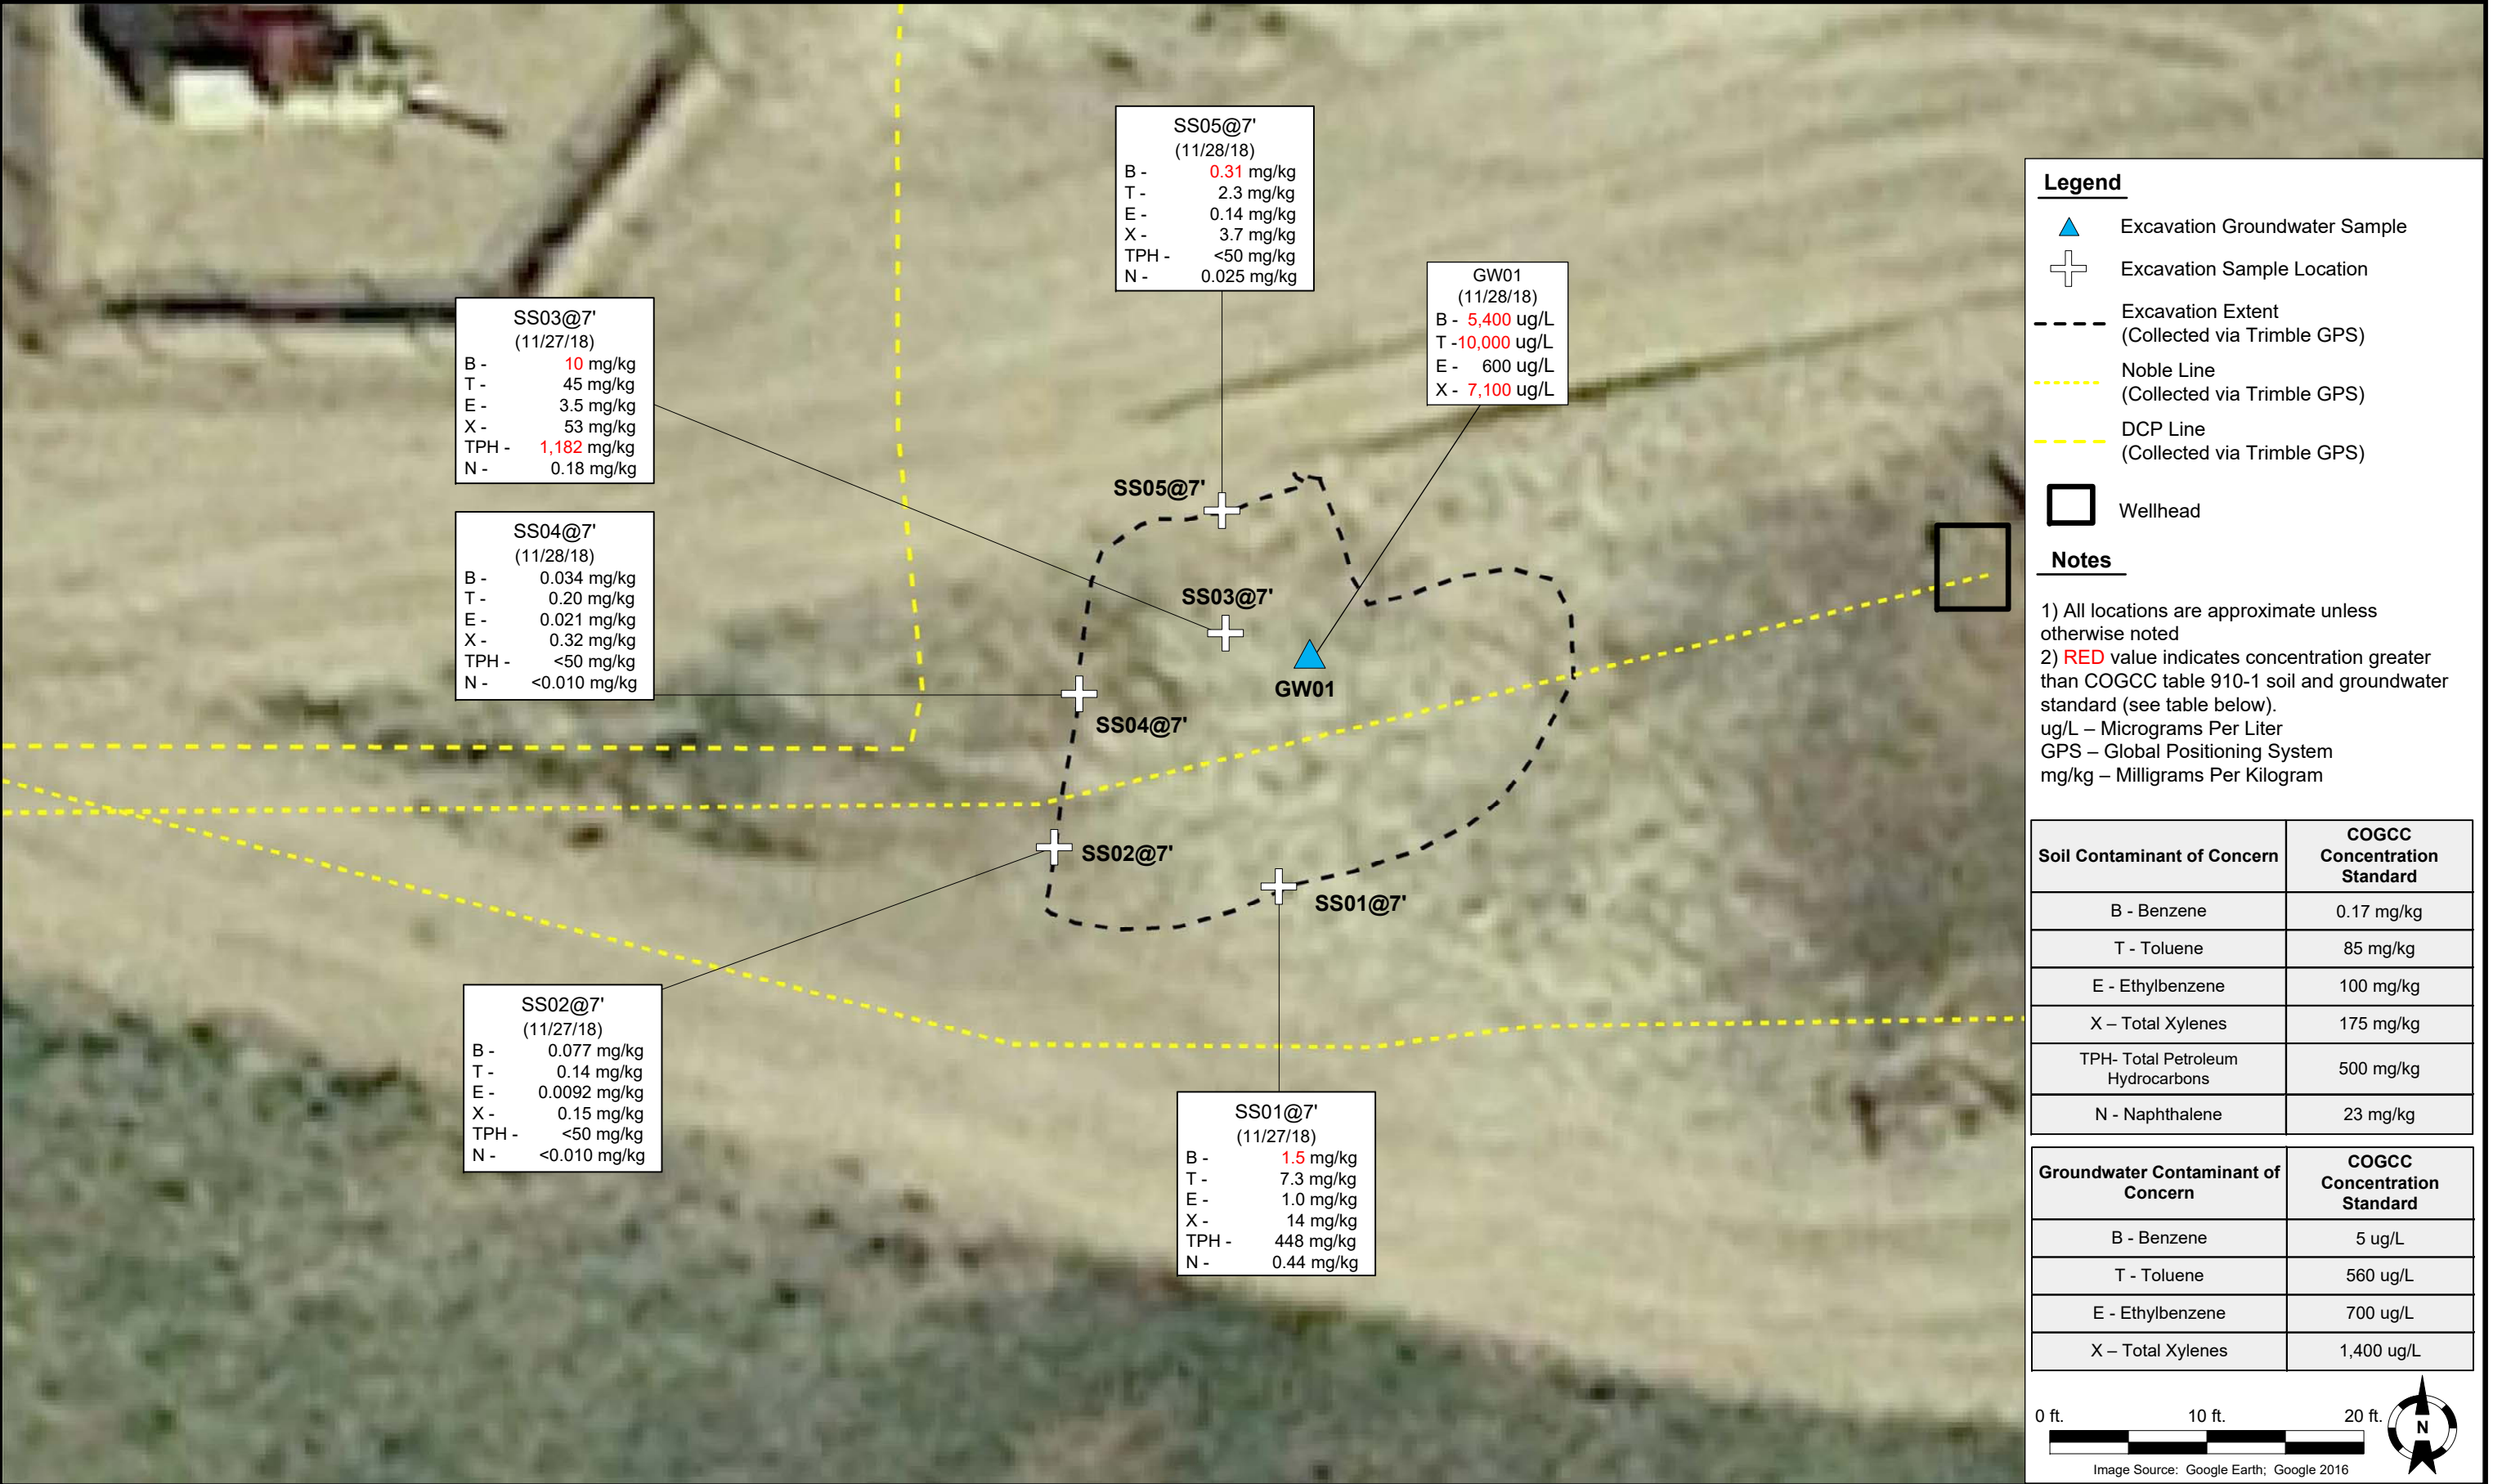 SS05@7'
(11/28/18)
B - 0.31 mg/kg
T - 2.3 mg/kg
E - 0.14 mg/kg
X - 3.7 mg/kg
TPH - <50 mg/kg
N - 0.025 mg/kg
GW01
(11/28/18)
B - 5,400 ug/L
T -10,000 ug/L
E - 600 ug/L
X - 7,100 ug/L
SS03@7'
(11/27/18)
B - 10 mg/kg
T - 45 mg/kg
E - 3.5 mg/kg
X - 53 mg/kg
TPH - 1,182 mg/kg
N - 0.18 mg/kg
SS04@7'
(11/28/18)
B - 0.034 mg/kg
T - 0.20 mg/kg
E - 0.021 mg/kg
X - 0.32 mg/kg
TPH - <50 mg/kg
N - <0.010 mg/kg
SS05@7'
SS03@7'
GW01
SS04@7'
SS02@7'
SS01@7'
SS02@7'
(11/27/18)
B - 0.077 mg/kg
T - 0.14 mg/kg
E - 0.0092 mg/kg
X - 0.15 mg/kg
TPH - <50 mg/kg
N - <0.010 mg/kg
SS01@7'
(11/27/18)
B - 1.5 mg/kg
T - 7.3 mg/kg
E - 1.0 mg/kg
X - 14 mg/kg
TPH - 448 mg/kg
N - 0.44 mg/kg
Legend
Excavation Groundwater Sample
Excavation Sample Location
Excavation Extent
(Collected via Trimble GPS)
Noble Line
(Collected via Trimble GPS)
DCP Line
(Collected via Trimble GPS)
Wellhead
Notes
1) All locations are approximate unless
otherwise noted
2) RED value indicates concentration greater
than COGCC table 910-1 soil and groundwater
standard (see table below).
ug/L – Micrograms Per Liter
GPS – Global Positioning System
mg/kg – Milligrams Per Kilogram
Soil Contaminant of Concern
COGCC
Concentration
Standard
B - Benzene 0.17 mg/kg
T - Toluene 85 mg/kg
E - Ethylbenzene 100 mg/kg
X – Total Xylenes 175 mg/kg
TPH- Total Petroleum
Hydrocarbons
500 mg/kg
N - Naphthalene 23 mg/kg
Groundwater Contaminant of
Concern
COGCC
Concentration
Standard
B - Benzene 5 ug/L
T - Toluene 560 ug/L
E - Ethylbenzene 700 ug/L
X – Total Xylenes 1,400 ug/L
0 ft. 10 ft. 20 ft.
N
Image Source: Google Earth; Google 2016